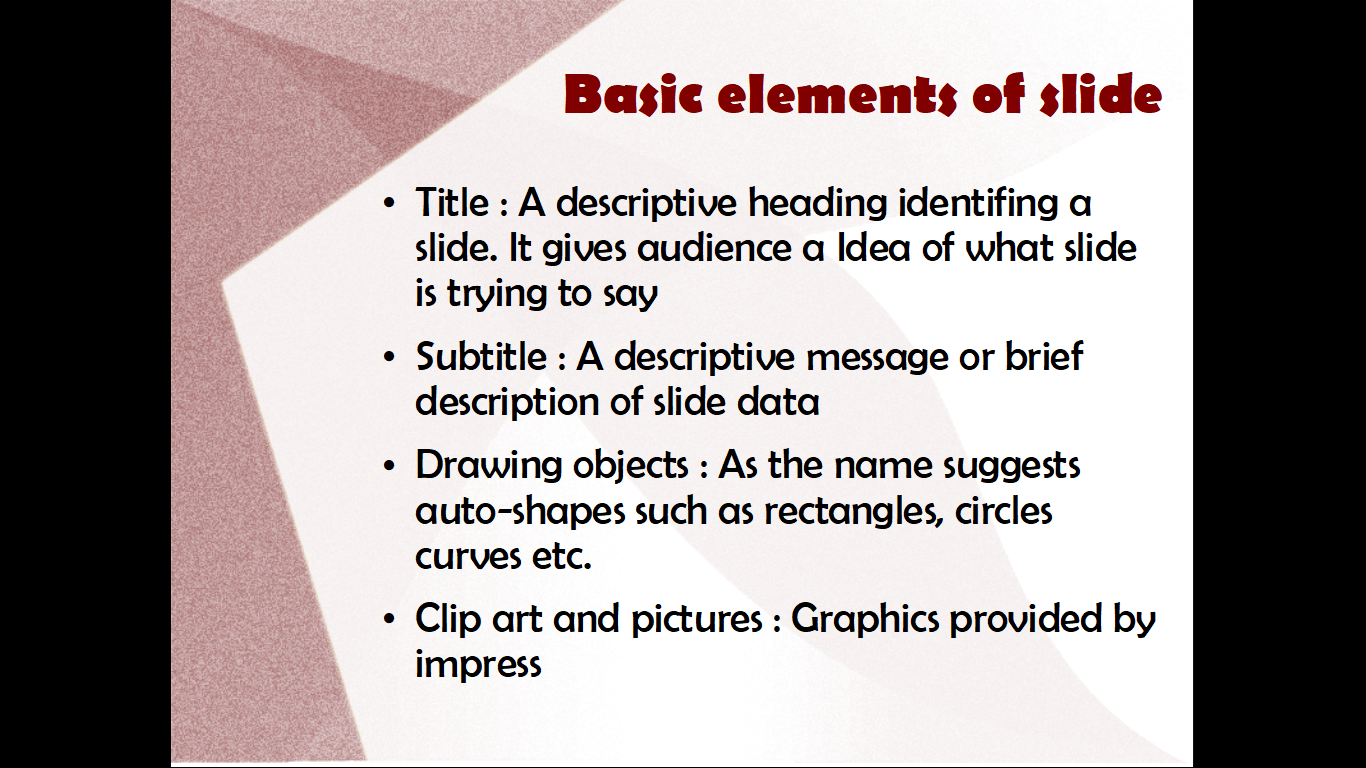 Basic elements of slide
• Title : A descriptive heading identifing a
slide. It gives audience a Idea of what slide
is trying to say
• Subtitle : A descriptive message or brief
description of slide data
• Drawing objects : As the name suggests
auto-shapes such as rectangles, circles
curves etc.
• Clip art and pictures : Graphics provided by
impress